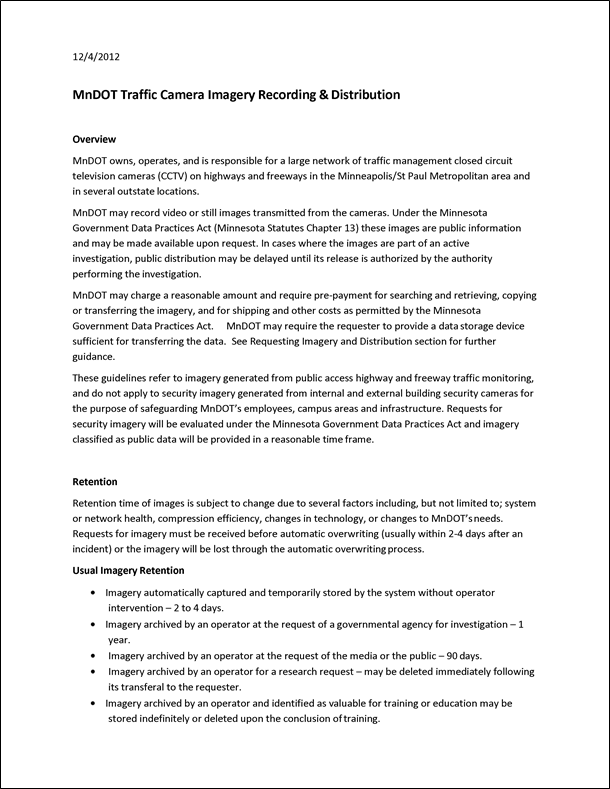 12/4/2012
MnDOT Traffic Camera Imagery Recording & Distribution
Overview
MnDOT owns, operates, and is responsible for a large network of traffic management closed circuit
television cameras (CCTV) on highways and freeways in the Minneapolis/St Paul Metropolitan area and
in several outstate locations.
MnDOT may record video or still images transmitted from the cameras. Under the Minnesota
Government Data Practices Act (Minnesota Statutes Chapter 13) these images are public information
and may be made available upon request. In cases where the images are part of an active
investigation, public distribution may be delayed until its release is authorized by the authority
performing the investigation.
MnDOT may charge a reasonable amount and require pre-payment for searching and retrieving, copying
or transferring the imagery, and for shipping and other costs as permitted by the Minnesota
Government Data Practices Act. MnDOT may require the requester to provide a data storage device
sufficient for transferring the data. See Requesting Imagery and Distribution section for further
guidance.
These guidelines refer to imagery generated from public access highway and freeway traffic monitoring,
and do not apply to security imagery generated from internal and external building security cameras for
the purpose of safeguarding MnDOT's employees, campus areas and infrastructure. Requests for
security imagery will be evaluated under the Minnesota Government Data Practices Act and imagery
classified as public data will be provided in a reasonable time frame.
Retention
Retention time of images is subject to change due to several factors including, but not limited to; system
or network health, compression efficiency, changes in technology, or changes to MnDOT's needs.
Requests for imagery must be received before automatic overwriting (usually within 2-4 days after an
incident) or the imagery will be lost through the automatic overwriting process.
Usual Imagery Retention
• Imagery automatically captured and temporarily stored by the system without operator
intervention – 2 to 4 days.
• Imagery archived by an operator at the request of a governmental agency for investigation – 1
year.
• Imagery archived by an operator at the request of the media or the public – 90 days.
• Imagery archived by an operator for a research request – may be deleted immediately following
its transferal to the requester.
• Imagery archived by an operator and identified as valuable for training or education may be
stored indefinitely or deleted upon the conclusion of training.